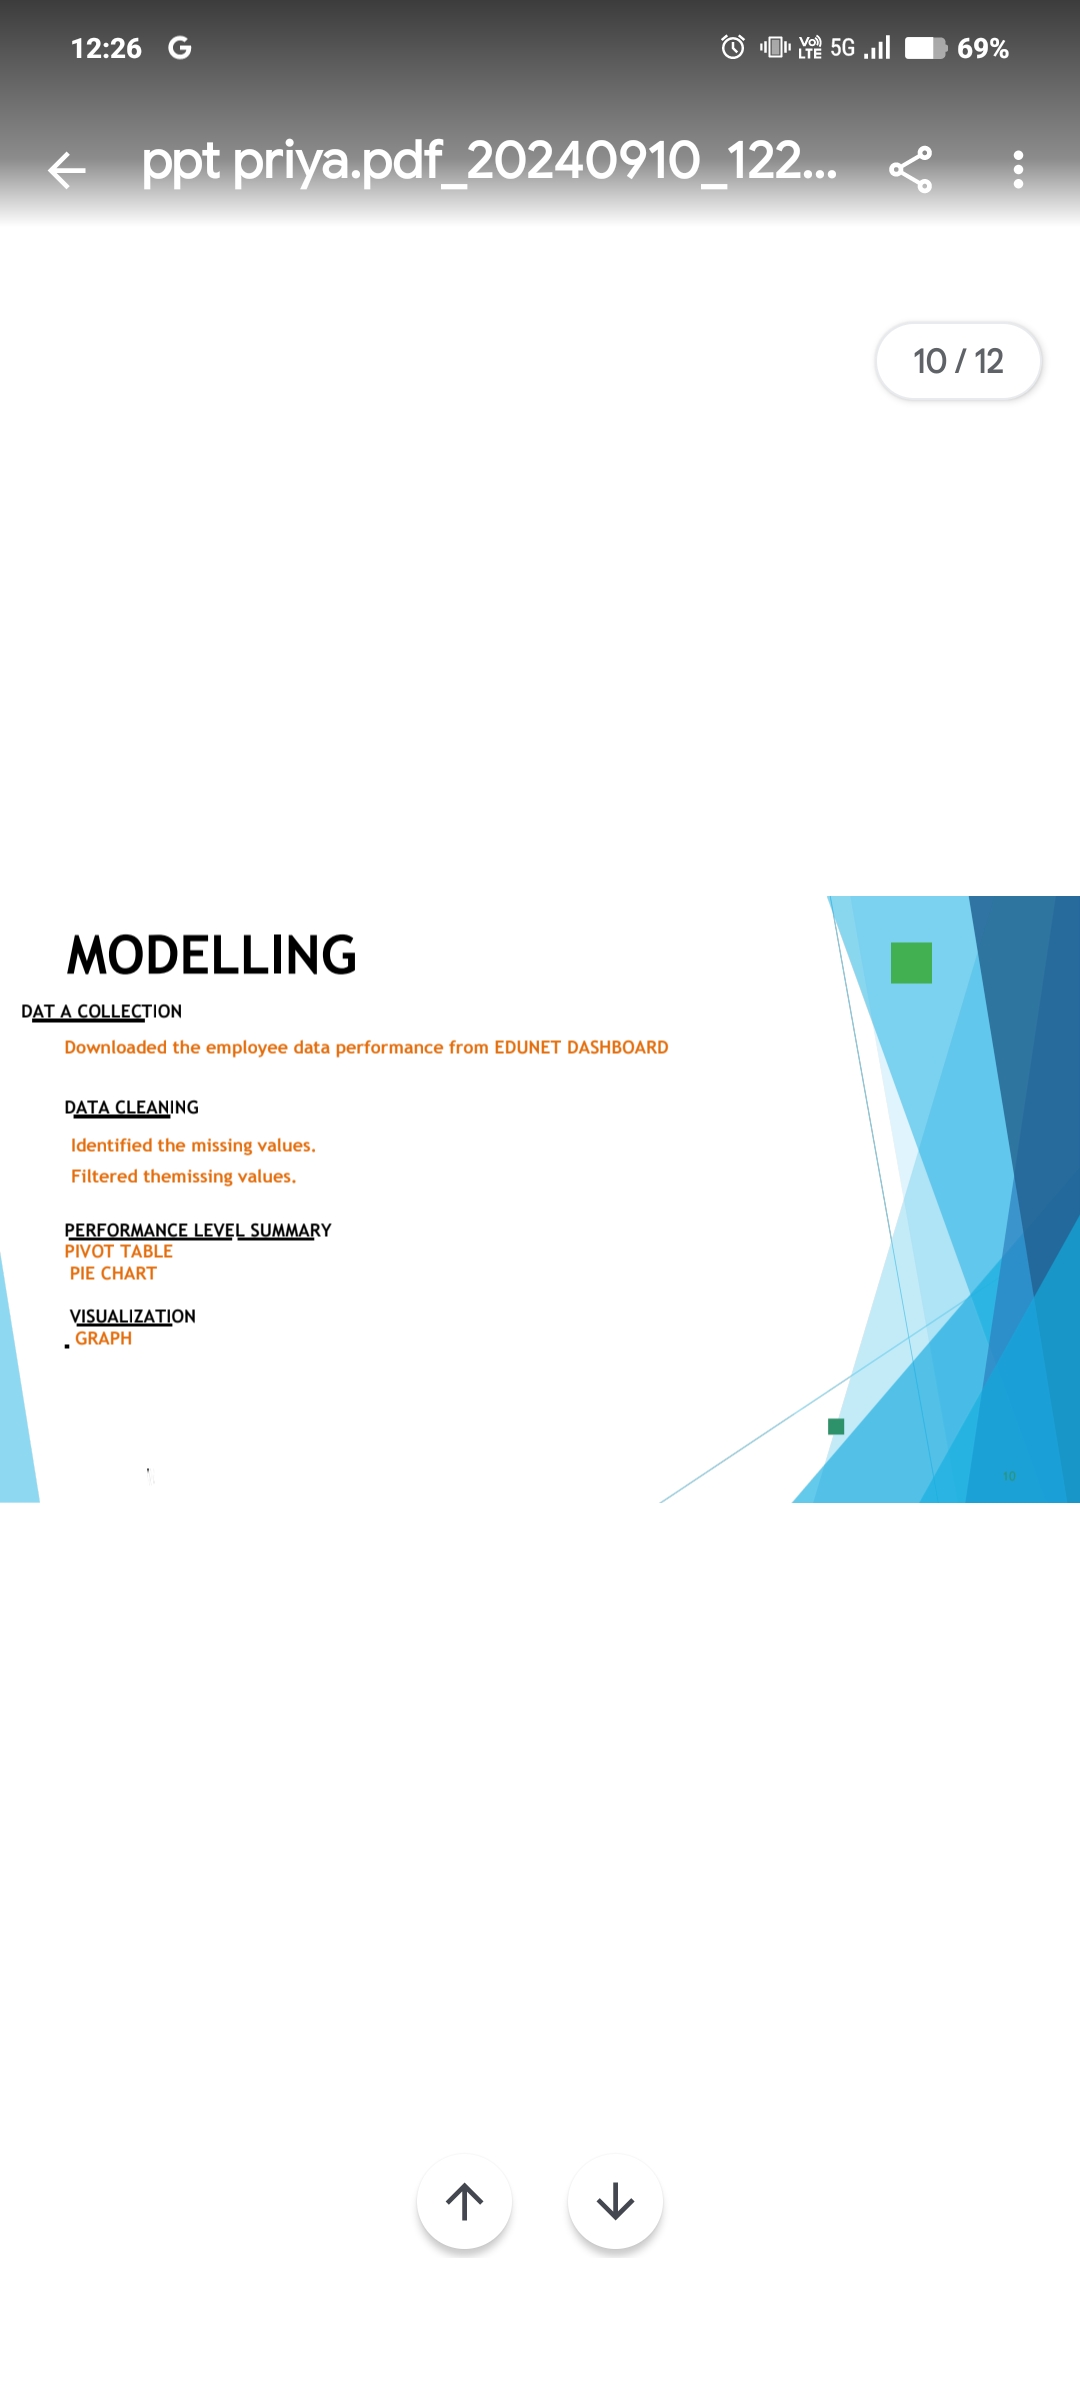 12:26 G VoLTE 5G 69%
ppt priya.pdf_20240910_122...
10 / 12
MODELLING
DAT A COLLECTION
Downloaded the employee data performance from EDUNET DASHBOARD
DATA CLEANING
Identified the missing values.
Filtered themissing values.
PERFORMANCE LEVEL SUMMARY
PIVOT TABLE
PIE CHART
VISUALIZATION
GRAPH
10